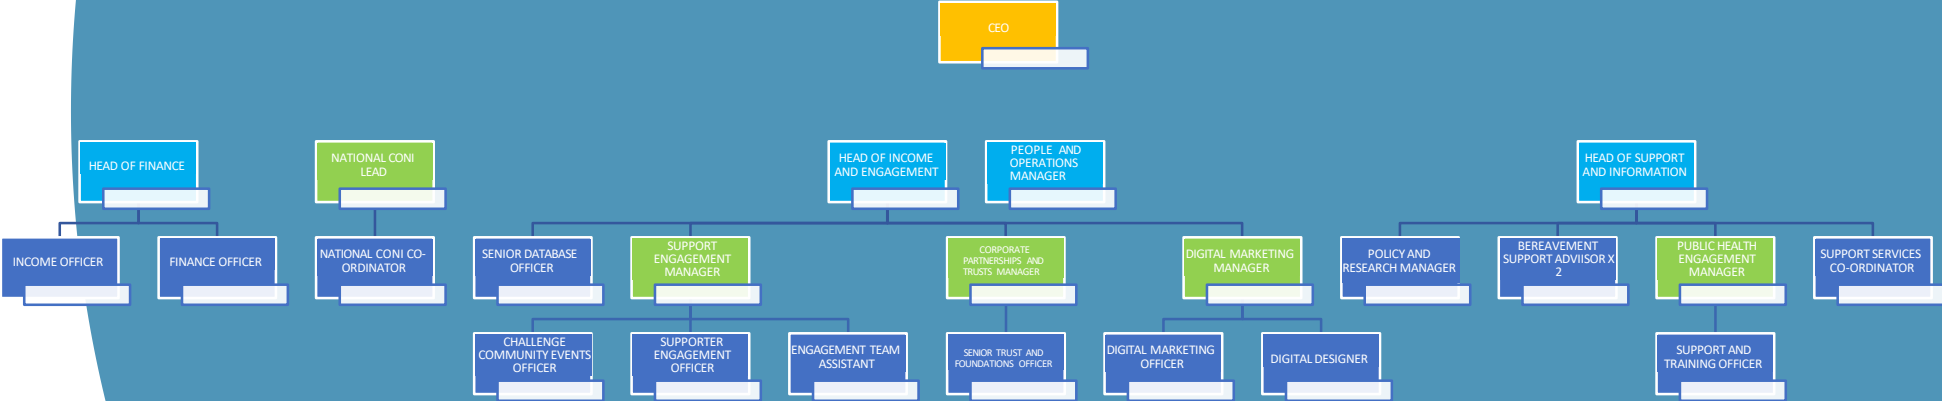 CEO
HEAD OF FINANCE
NATIONAL CONI
LEAD
HEAD OF INCOME
AND ENGAGEMENT
PEOPLE AND
OPERATIONS
MANAGER
HEAD OF SUPPORT
AND INFORMATION
INCOME OFFICER
FINANCE OFFICER
NATIONAL CONI CO-
ORDINATOR
SENIOR DATABASE
OFFICER
SUPPORT
ENGAGEMENT
MANAGER
CORPORATE
PARTNERSHIPS AND
TRUSTS MANAGER
DIGITAL MARKETING
MANAGER
POLICY AND
RESEARCH MANAGER
BEREAVEMENT
SUPPORT ADVIISOR X
2
PUBLIC HEALTH
ENGAGEMENT
MANAGER
SUPPORT SERVICES
CO-ORDINATOR
CHALLENGE
COMMUNITY EVENTS
OFFICER
SUPPORTER
ENGAGEMENT
OFFICER
ENGAGEMENT TEAM
ASSISTANT
SENIOR TRUST AND
FOUNDATIONS OFFICER
DIGITAL MARKETING
OFFICER
DIGITAL DESIGNER
SUPPORT AND
TRAINING OFFICER